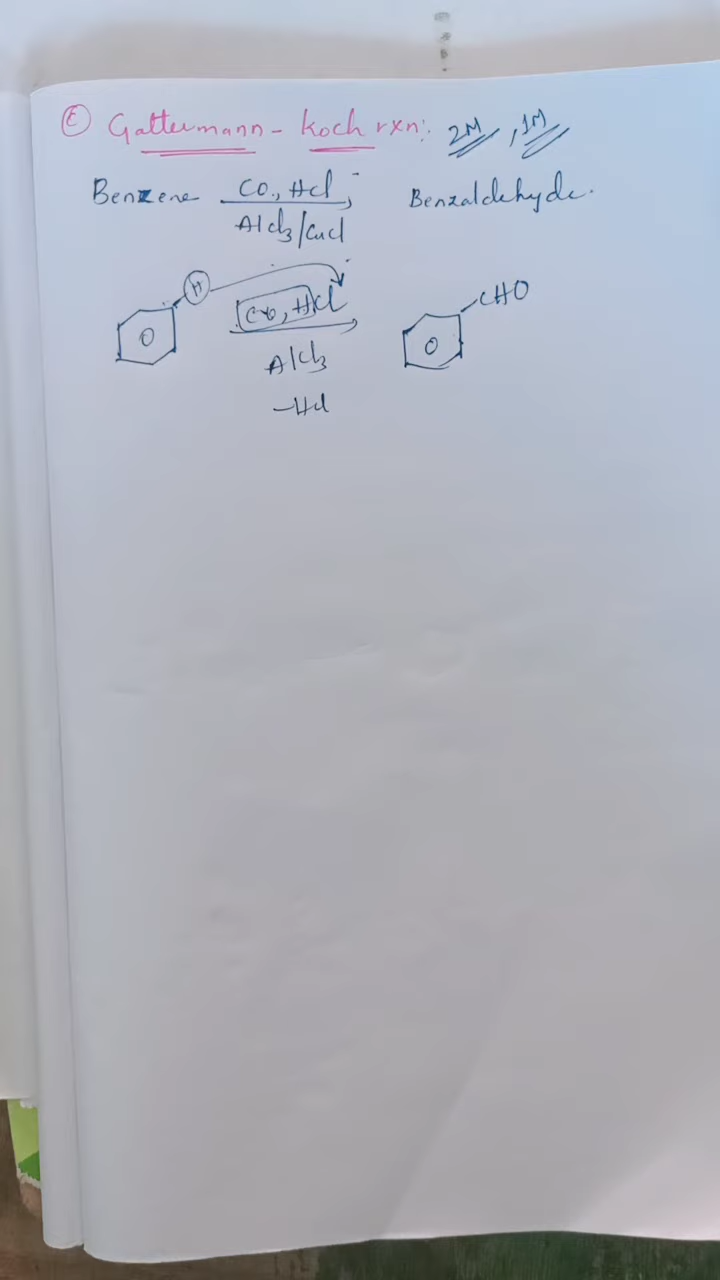 Ⓔ Gattermann - Koch rxn: 2M, 1M
Benzene CO, HCl, Benzaldehyde.
AlCl3/CuCl
H
CO, HCl
CHO
AlCl3
-HCl